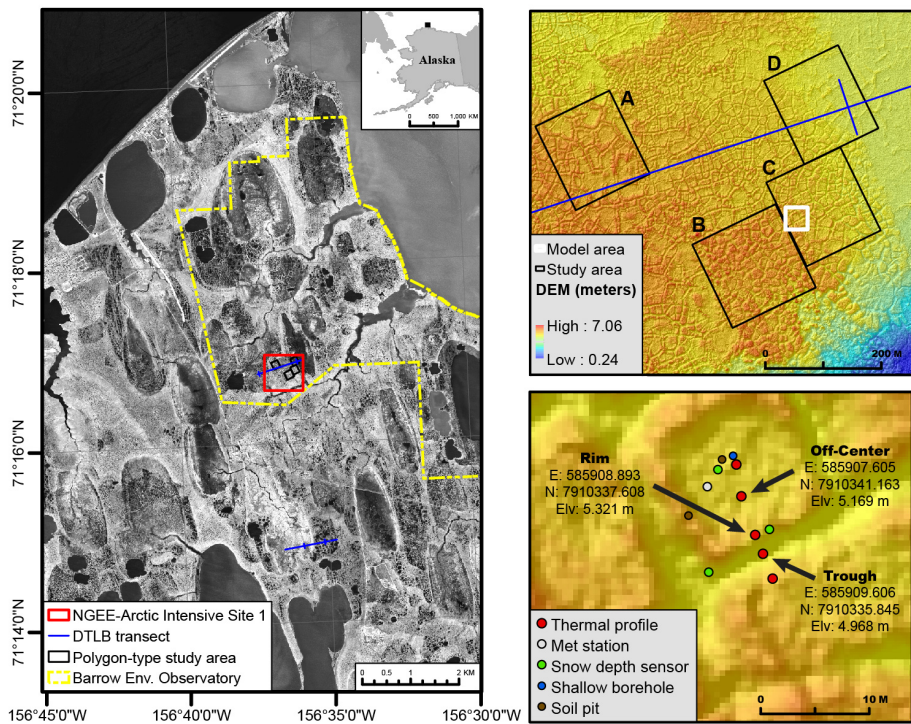 71°20'0"N
71°18'0"N
71°16'0"N
71°14'0"N
156°45'0"W
156°40'0"W
156°35'0"W
156°30'0"W
Alaska
0 500 1,000 KM
NGEE-Arctic Intensive Site 1
DTLB transect
Polygon-type study area
Barrow Env. Observatory
0 0.5 1 2 KM
A
D
C
B
Model area
Study area
DEM (meters)
High : 7.06
Low : 0.24
0 200 M
Rim
E: 585908.893
N: 7910337.608
Elv: 5.321 m
Off-Center
E: 585907.605
N: 7910341.163
Elv: 5.169 m
Trough
E: 585909.606
N: 7910335.845
Elv: 4.968 m
Thermal profile
Met station
Snow depth sensor
Shallow borehole
Soil pit
0 10 M